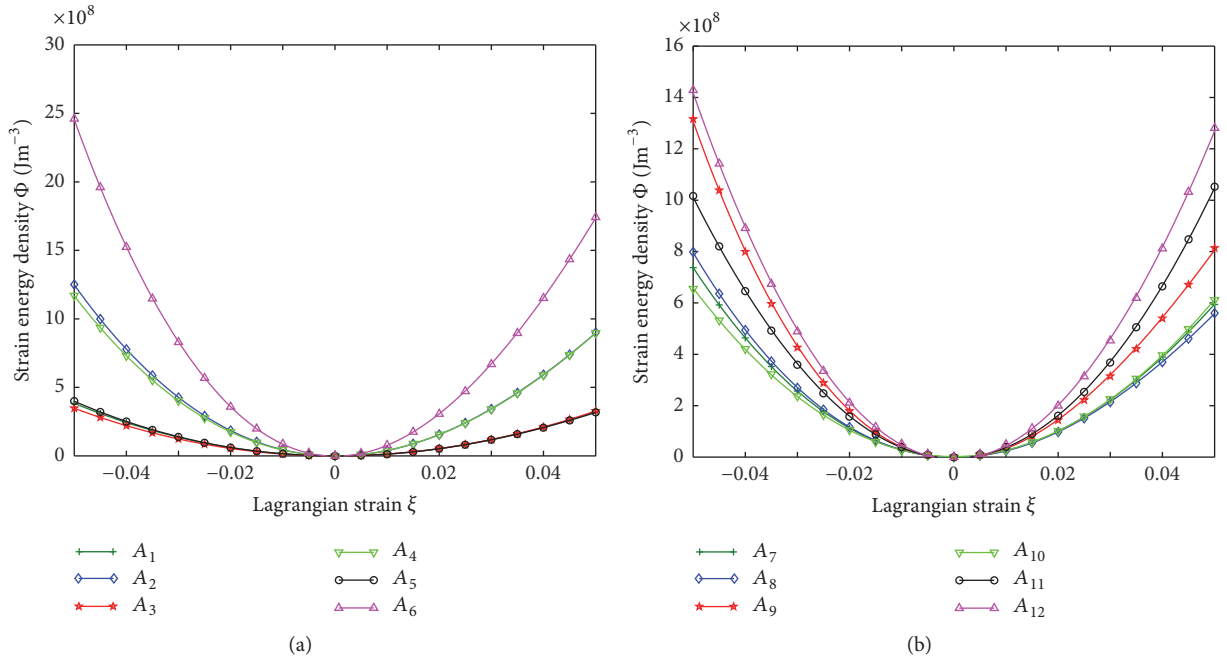 ×10⁸
30
25
20
15
10
5
0
Strain energy density Φ (Jm⁻³)
−0.04 −0.02 0 0.02 0.04
Lagrangian strain ξ
A₁
A₂
A₃
A₄
A₅
A₆
(a)
×10⁸
16
14
12
10
8
6
4
2
0
Strain energy density Φ (Jm⁻³)
−0.04 −0.02 0 0.02 0.04
Lagrangian strain ξ
A₇
A₈
A₉
A₁₀
A₁₁
A₁₂
(b)